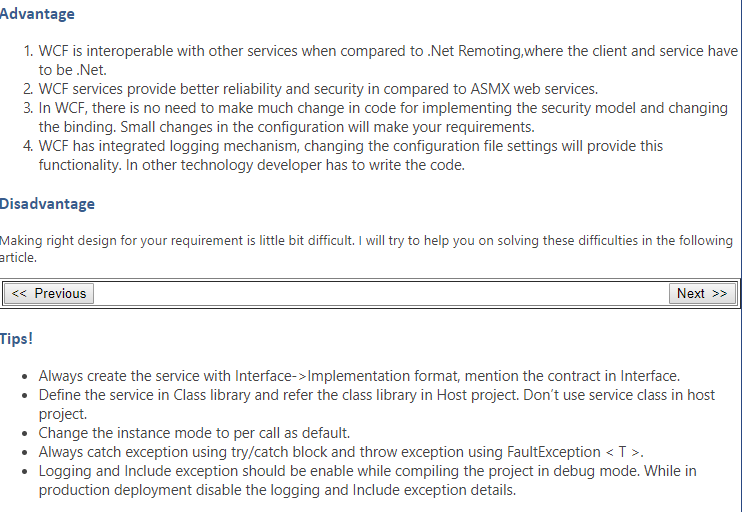 Advantage
1. WCF is interoperable with other services when compared to .Net Remoting,where the client and service have
to be .Net.
2. WCF services provide better reliability and security in compared to ASMX web services.
3. In WCF, there is no need to make much change in code for implementing the security model and changing
the binding. Small changes in the configuration will make your requirements.
4. WCF has integrated logging mechanism, changing the configuration file settings will provide this
functionality. In other technology developer has to write the code.
Disadvantage
Making right design for your requirement is little bit difficult. I will try to help you on solving these difficulties in the following
article.
<< Previous Next >>
Tips!
• Always create the service with Interface->Implementation format, mention the contract in Interface.
• Define the service in Class library and refer the class library in Host project. Don’t use service class in host
project.
• Change the instance mode to per call as default.
• Always catch exception using try/catch block and throw exception using FaultException < T >.
• Logging and Include exception should be enable while compiling the project in debug mode. While in
production deployment disable the logging and Include exception details.